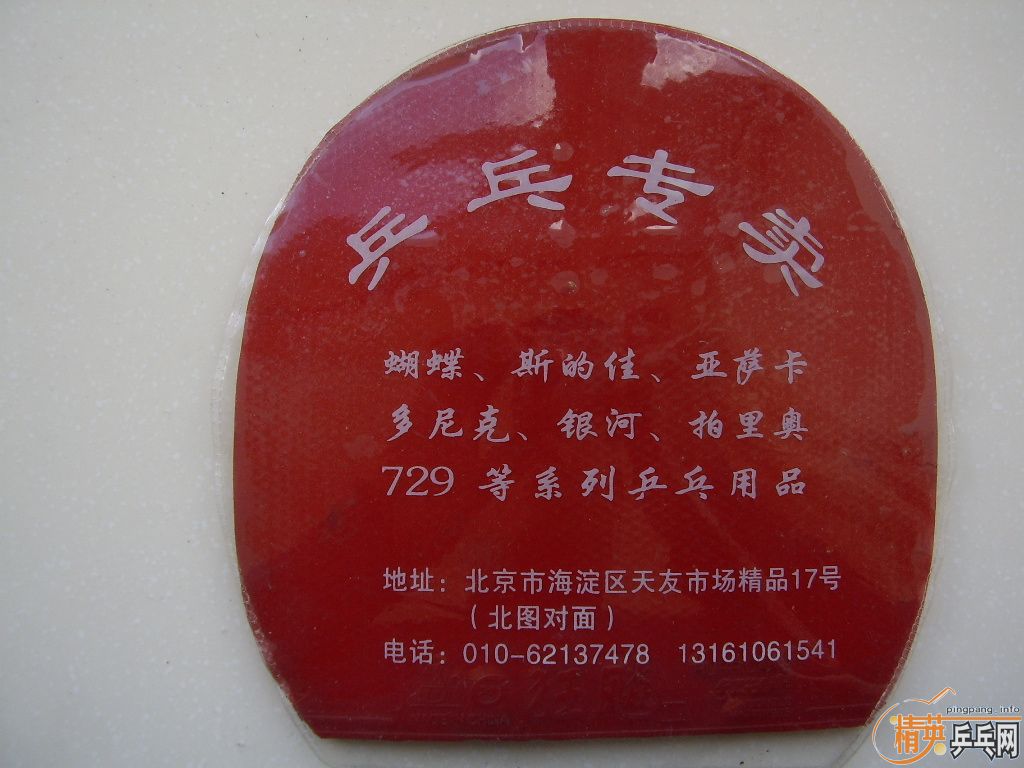 乒乓专家
蝴蝶、斯的佳、亚萨卡
多尼克、银河、拍里奥
729 等系列乒乓用品
地址：北京市海淀区天友市场精品17号
（北图对面）
电话：010-62137478 13161061541
pingpang.info
精英乒乓网